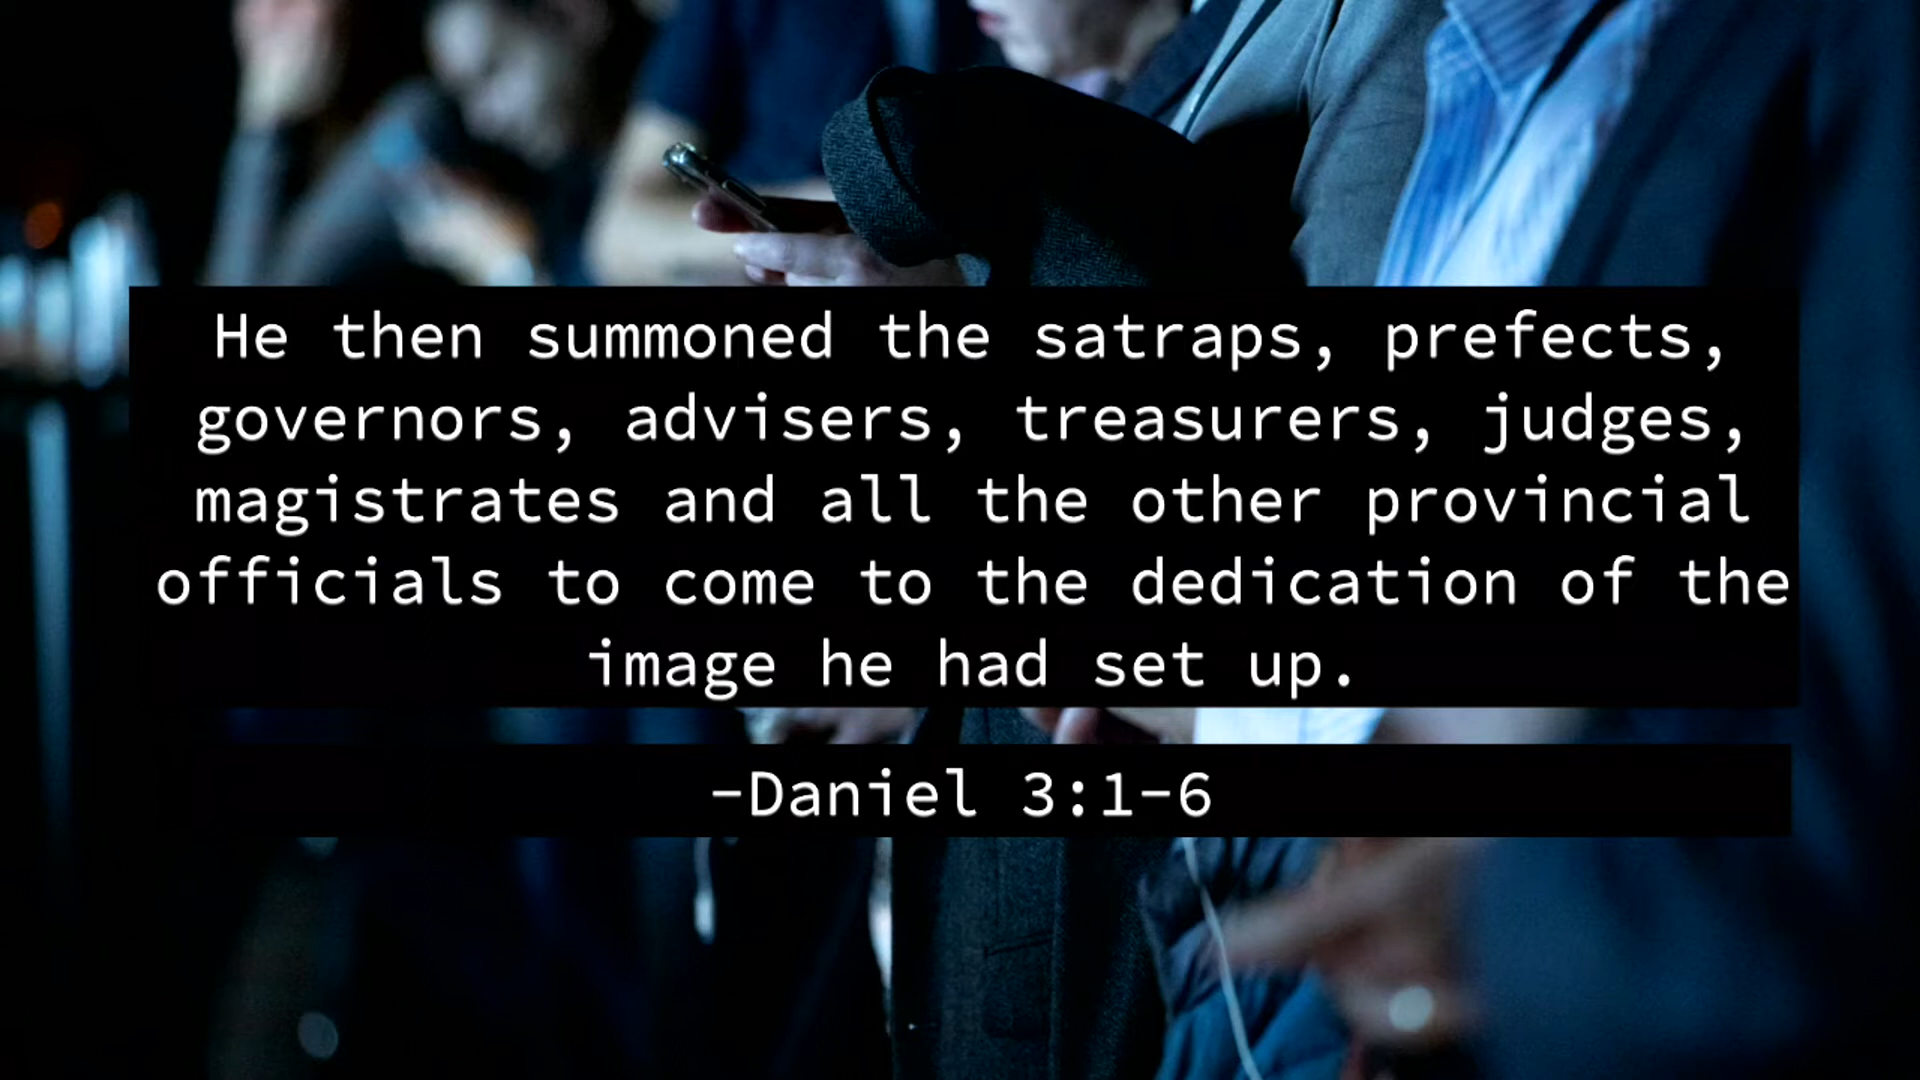 He then summoned the satraps, prefects,
governors, advisers, treasurers, judges,
magistrates and all the other provincial
officials to come to the dedication of the
image he had set up.
-Daniel 3:1-6